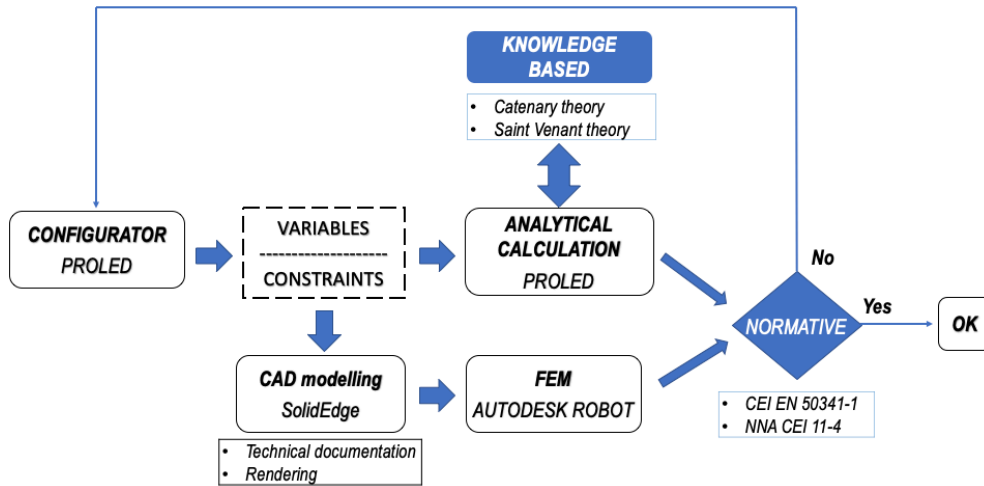 KNOWLEDGE
BASED
• Catenary theory
• Saint Venant theory
CONFIGURATOR
PROLED
VARIABLES
--------------------
CONSTRAINTS
ANALYTICAL
CALCULATION
PROLED
No
Yes
NORMATIVE
OK
CAD modelling
SolidEdge
FEM
AUTODESK ROBOT
• CEI EN 50341-1
• NNA CEI 11-4
• Technical documentation
• Rendering